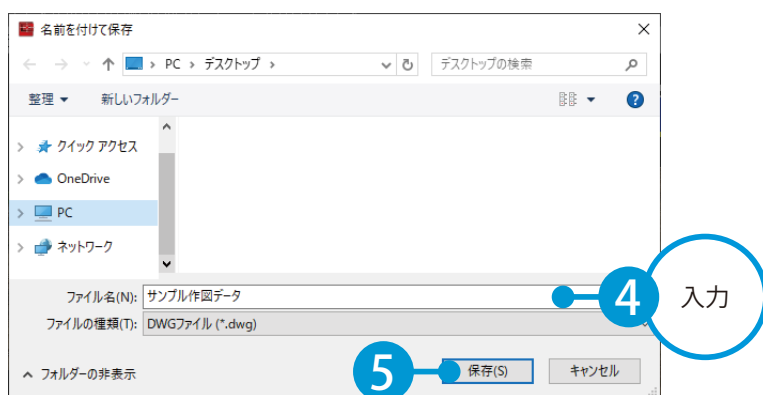 名前を付けて保存
PC › デスクトップ ›
デスクトップの検索
整理
新しいフォルダー
クイック アクセス
OneDrive
PC
ネットワーク
ファイル名(N): サンプル作図データ
4
入力
ファイルの種類(T): DWGファイル (*.dwg)
フォルダーの非表示
5
保存(S)
キャンセル